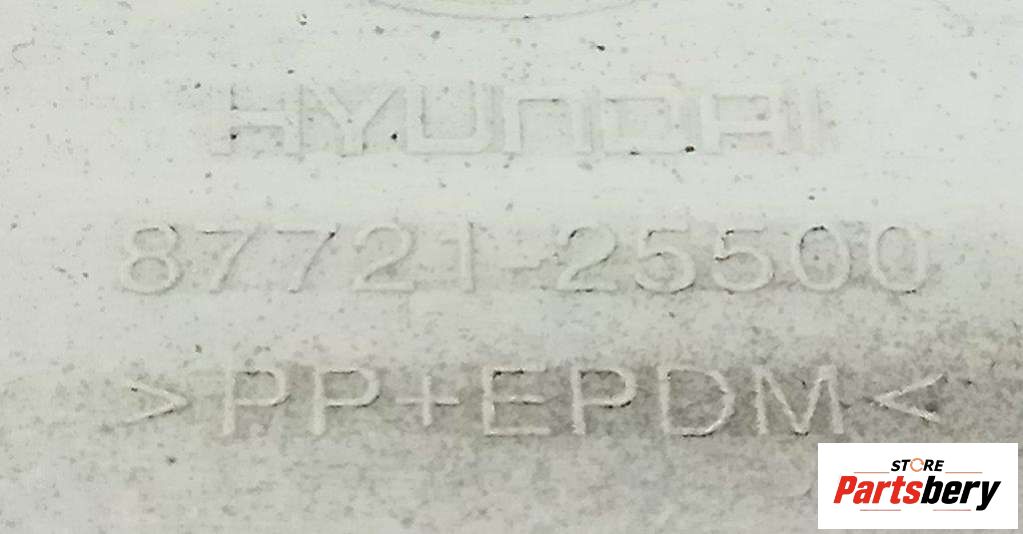 HYUNDAI
87721-25500
>PP+EPDM<
STORE
Partsbery